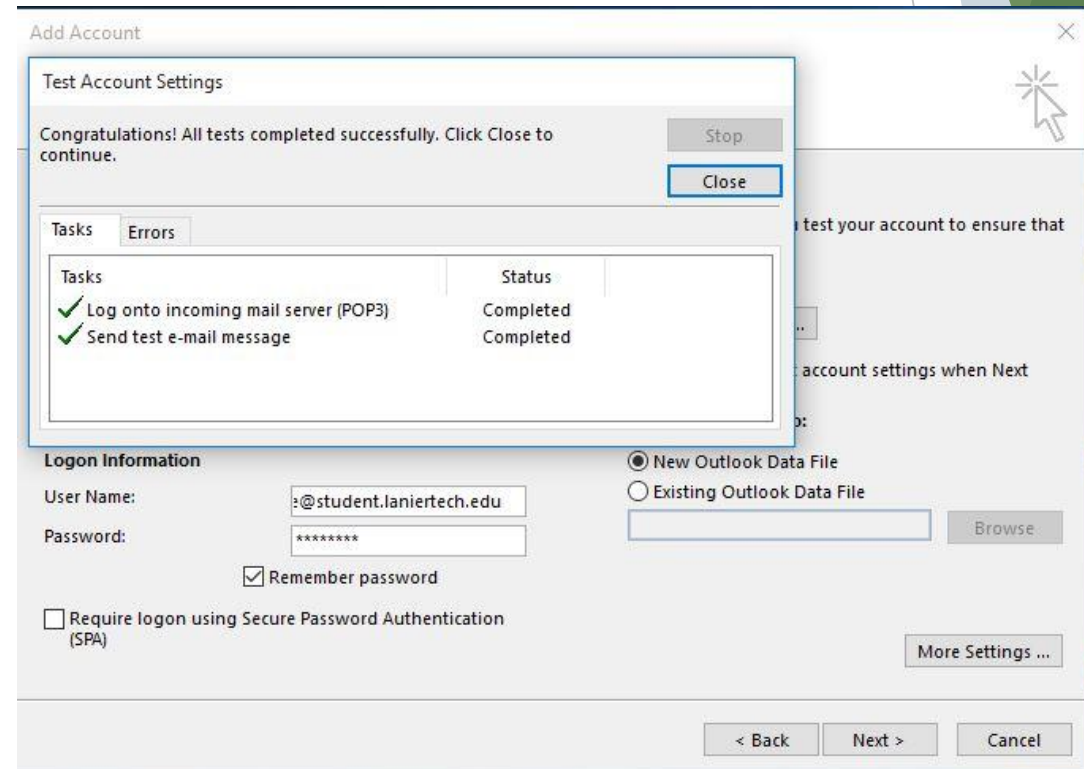 Add Account
Test Account Settings
Congratulations! All tests completed successfully. Click Close to
continue.
Stop
Close
Tasks Errors
Tasks Status
Log onto incoming mail server (POP3) Completed
Send test e-mail message Completed
test your account to ensure that
..
account settings when Next
Logon Information
User Name: @student.laniertech.edu
Password: ********
Remember password
Require logon using Secure Password Authentication
(SPA)
New Outlook Data File
Existing Outlook Data File
Browse
More Settings ...
< Back Next > Cancel